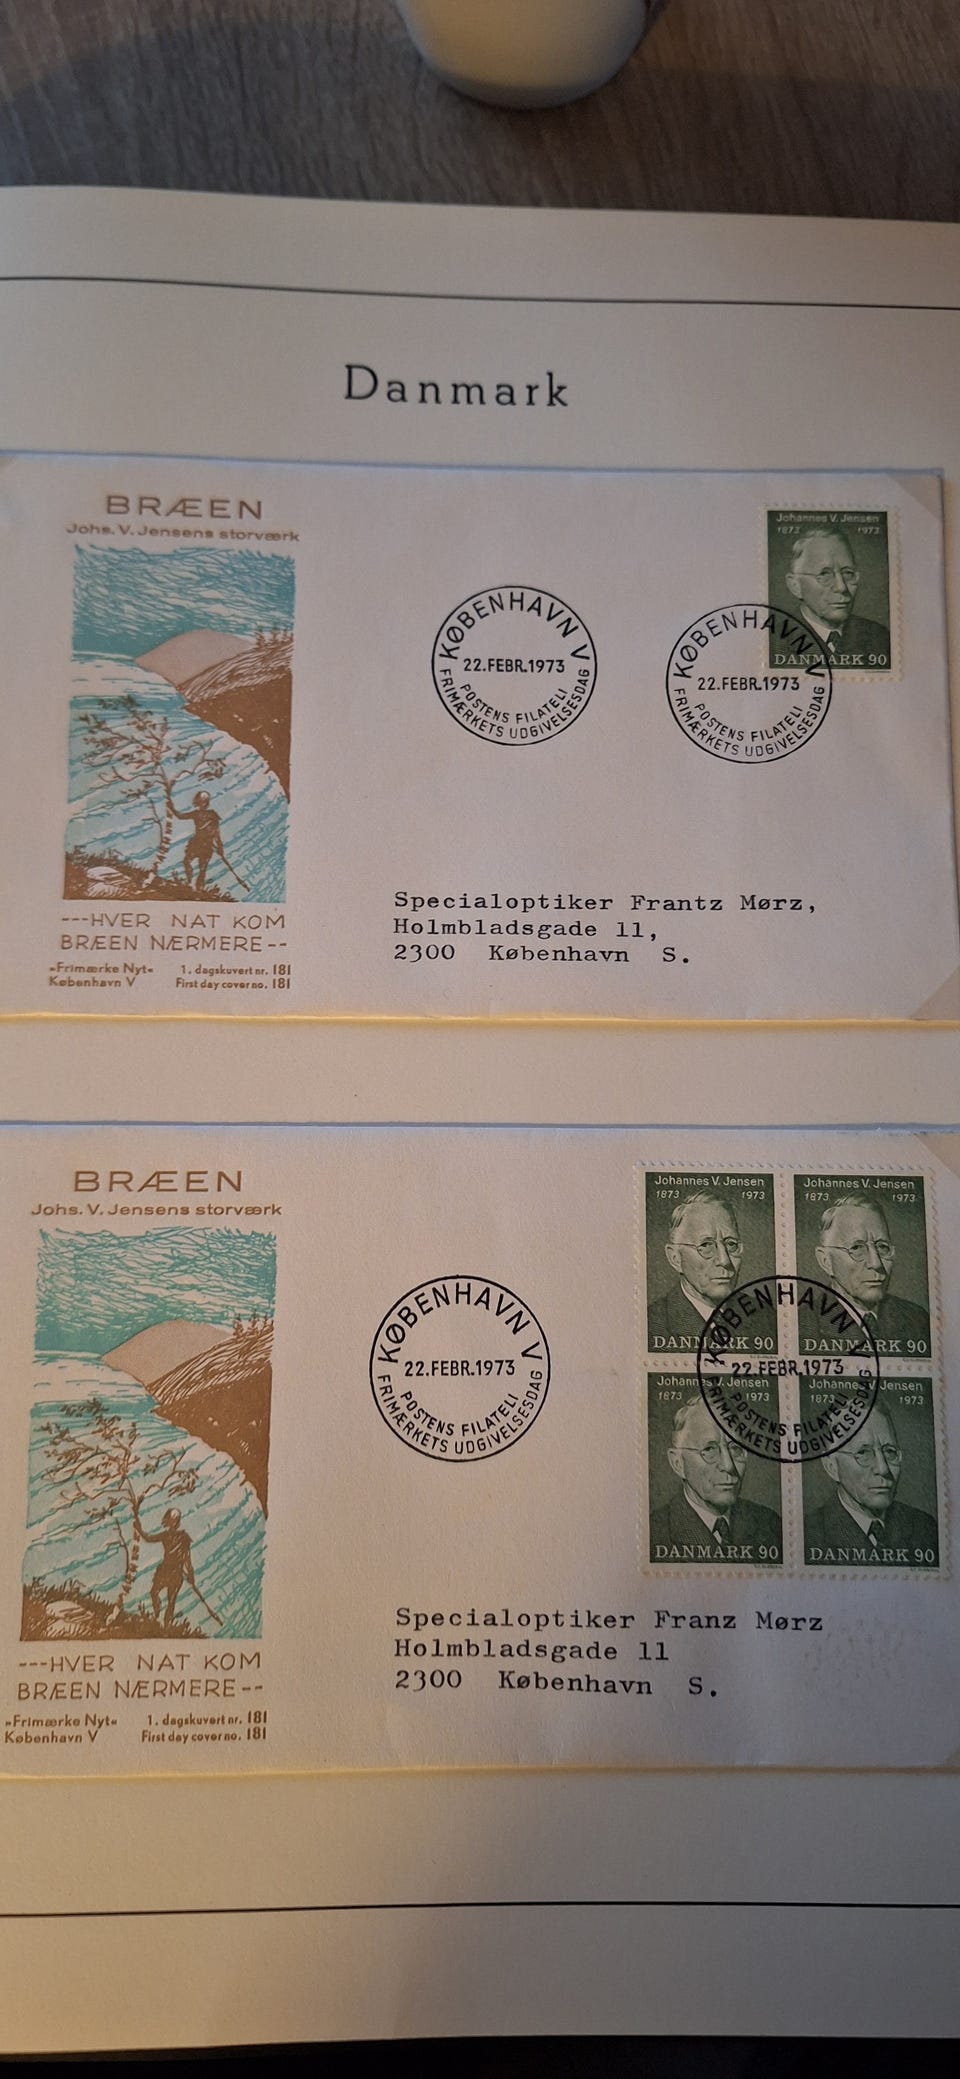 Danmark
BRÆEN
Johs. V. Jensens storværk
---HVER NAT KOM
BRÆEN NÆRMERE--
»Frimærke Nyt« 1. dagskuvert nr. 181
København V First day cover no. 181
KØBENHAVN V
22.FEBR.1973
POSTENS FILATELI
FRIMÆRKETS UDGIVELSESDAG
KØBENHAVN V
22.FEBR.1973
POSTENS FILATELI
FRIMÆRKETS UDGIVELSESDAG
Johannes V. Jensen
1873 1973
DANMARK 90
Specialoptiker Frantz Mørz,
Holmbladsgade 11,
2300 København S.
BRÆEN
Johs. V. Jensens storværk
---HVER NAT KOM
BRÆEN NÆRMERE--
»Frimærke Nyt« 1. dagskuvert nr. 181
København V First day cover no. 181
KØBENHAVN V
22.FEBR.1973
POSTENS FILATELI
FRIMÆRKETS UDGIVELSESDAG
Johannes V. Jensen
1873 1973
DANMARK 90
Johannes V. Jensen
1873 1973
DANMARK 90
KØBENHAVN V
22.FEBR.1973
POSTENS FILATELI
FRIMÆRKETS UDGIVELSESDAG
Johannes V. Jensen
1873 1973
DANMARK 90
Johannes V. Jensen
1873 1973
DANMARK 90
Specialoptiker Franz Mørz
Holmbladsgade 11
2300 København S.